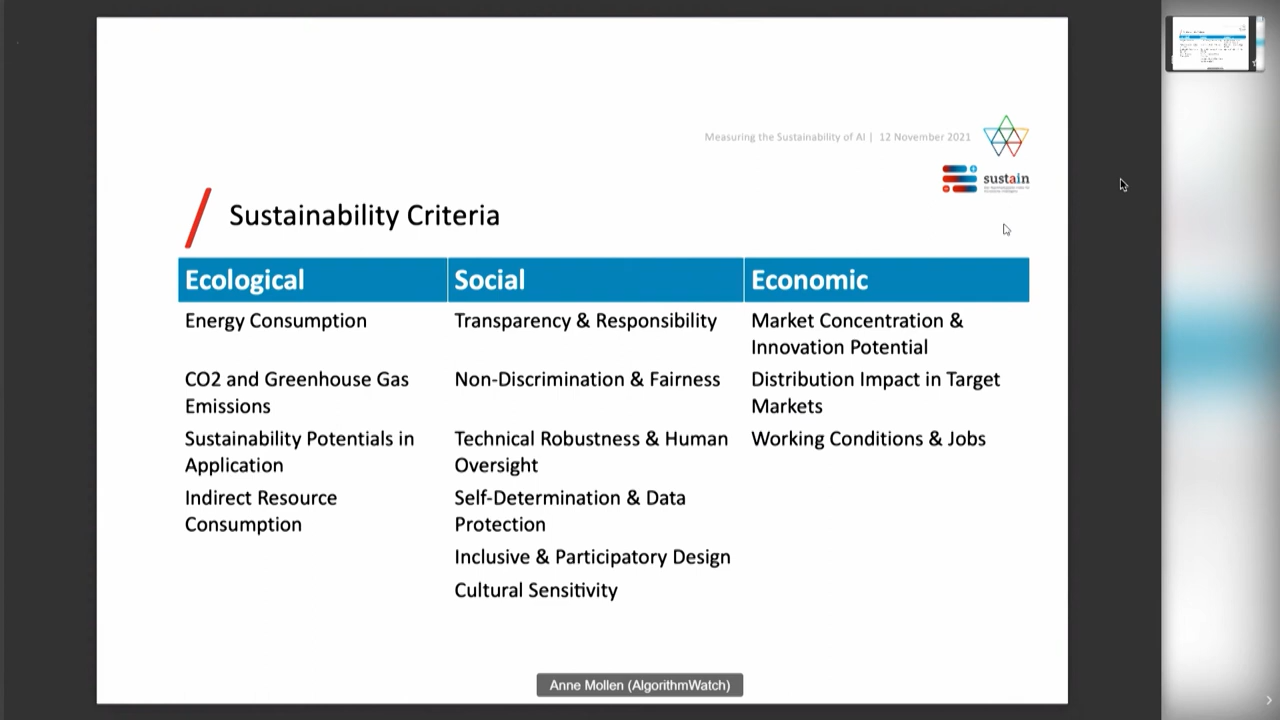 Measuring the Sustainability of AI | 12 November 2021
sustain
Sustainability Criteria
Ecological
Social
Economic
Energy Consumption
Transparency & Responsibility
Market Concentration &
Innovation Potential
CO2 and Greenhouse Gas
Emissions
Non-Discrimination & Fairness
Distribution Impact in Target
Markets
Sustainability Potentials in
Application
Technical Robustness & Human
Oversight
Working Conditions & Jobs
Indirect Resource
Consumption
Self-Determination & Data
Protection
Inclusive & Participatory Design
Cultural Sensitivity
Anne Mollen (AlgorithmWatch)